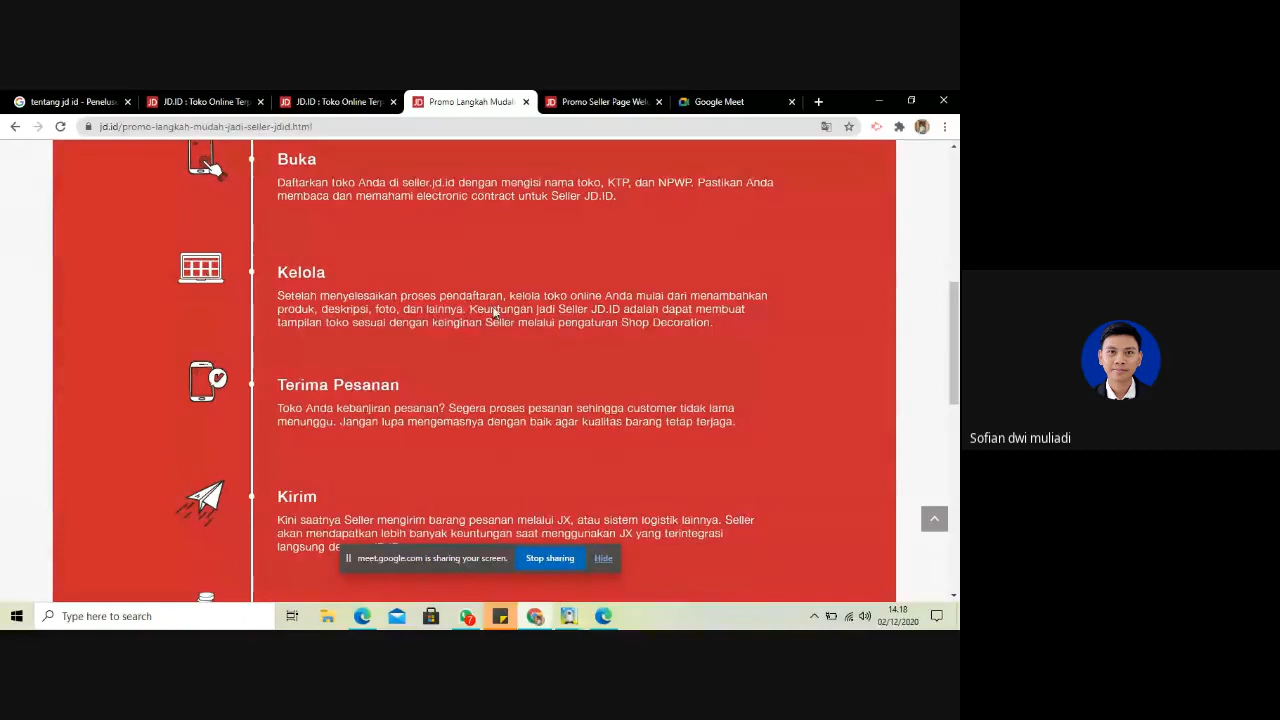 tentang jd id - Penelus
JD.ID : Toko Online Terp
JD.ID : Toko Online Terp
Promo Langkah Mudah
Promo Seller Page Welc
Google Meet
jd.id/promo-langkah-mudah-jadi-seller-jdid.html
Buka
Daftarkan toko Anda di seller.jd.id dengan mengisi nama toko, KTP, dan NPWP. Pastikan Anda
membaca dan memahami electronic contract untuk Seller JD.ID.
Kelola
Setelah menyelesaikan proses pendaftaran, kelola toko online Anda mulai dari menambahkan
produk, deskripsi, foto, dan lainnya. Keuntungan jadi Seller JD.ID adalah dapat membuat
tampilan toko sesuai dengan keinginan Seller melalui pengaturan Shop Decoration.
Terima Pesanan
Toko Anda kebanjiran pesanan? Segera proses pesanan sehingga customer tidak lama
menunggu. Jangan lupa mengemasnya dengan baik agar kualitas barang tetap terjaga.
Kirim
Kini saatnya Seller mengirim barang pesanan melalui JX, atau sistem logistik lainnya. Seller
akan mendapatkan lebih banyak keuntungan saat menggunakan JX yang terintegrasi
langsung de
meet.google.com is sharing your screen.
Stop sharing
Hide
Sofian dwi muliadi
Type here to search
7
14.18
02/12/2020